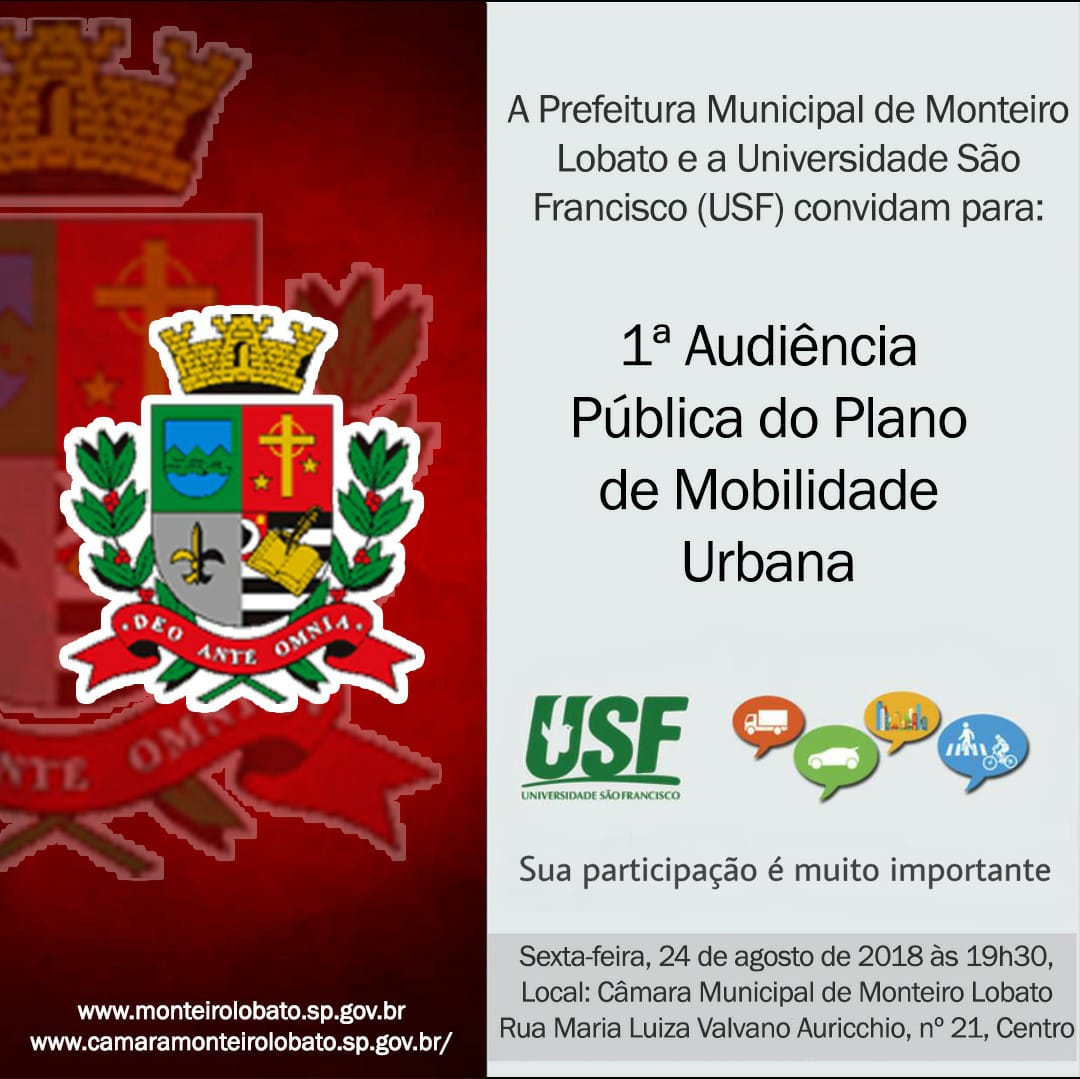 A Prefeitura Municipal de Monteiro
Lobato e a Universidade São
Francisco (USF) convidam para:
1ª Audiência
Pública do Plano
de Mobilidade
Urbana
DEO ANTE OMNIA
NTE OMN
USF
UNIVERSIDADE SÃO FRANCISCO
Sua participação é muito importante
Sexta-feira, 24 de agosto de 2018 às 19h30,
Local: Câmara Municipal de Monteiro Lobato
Rua Maria Luiza Valvano Auricchio, nº 21, Centro
www.monteirolobato.sp.gov.br
www.camaramonteirolobato.sp.gov.br/